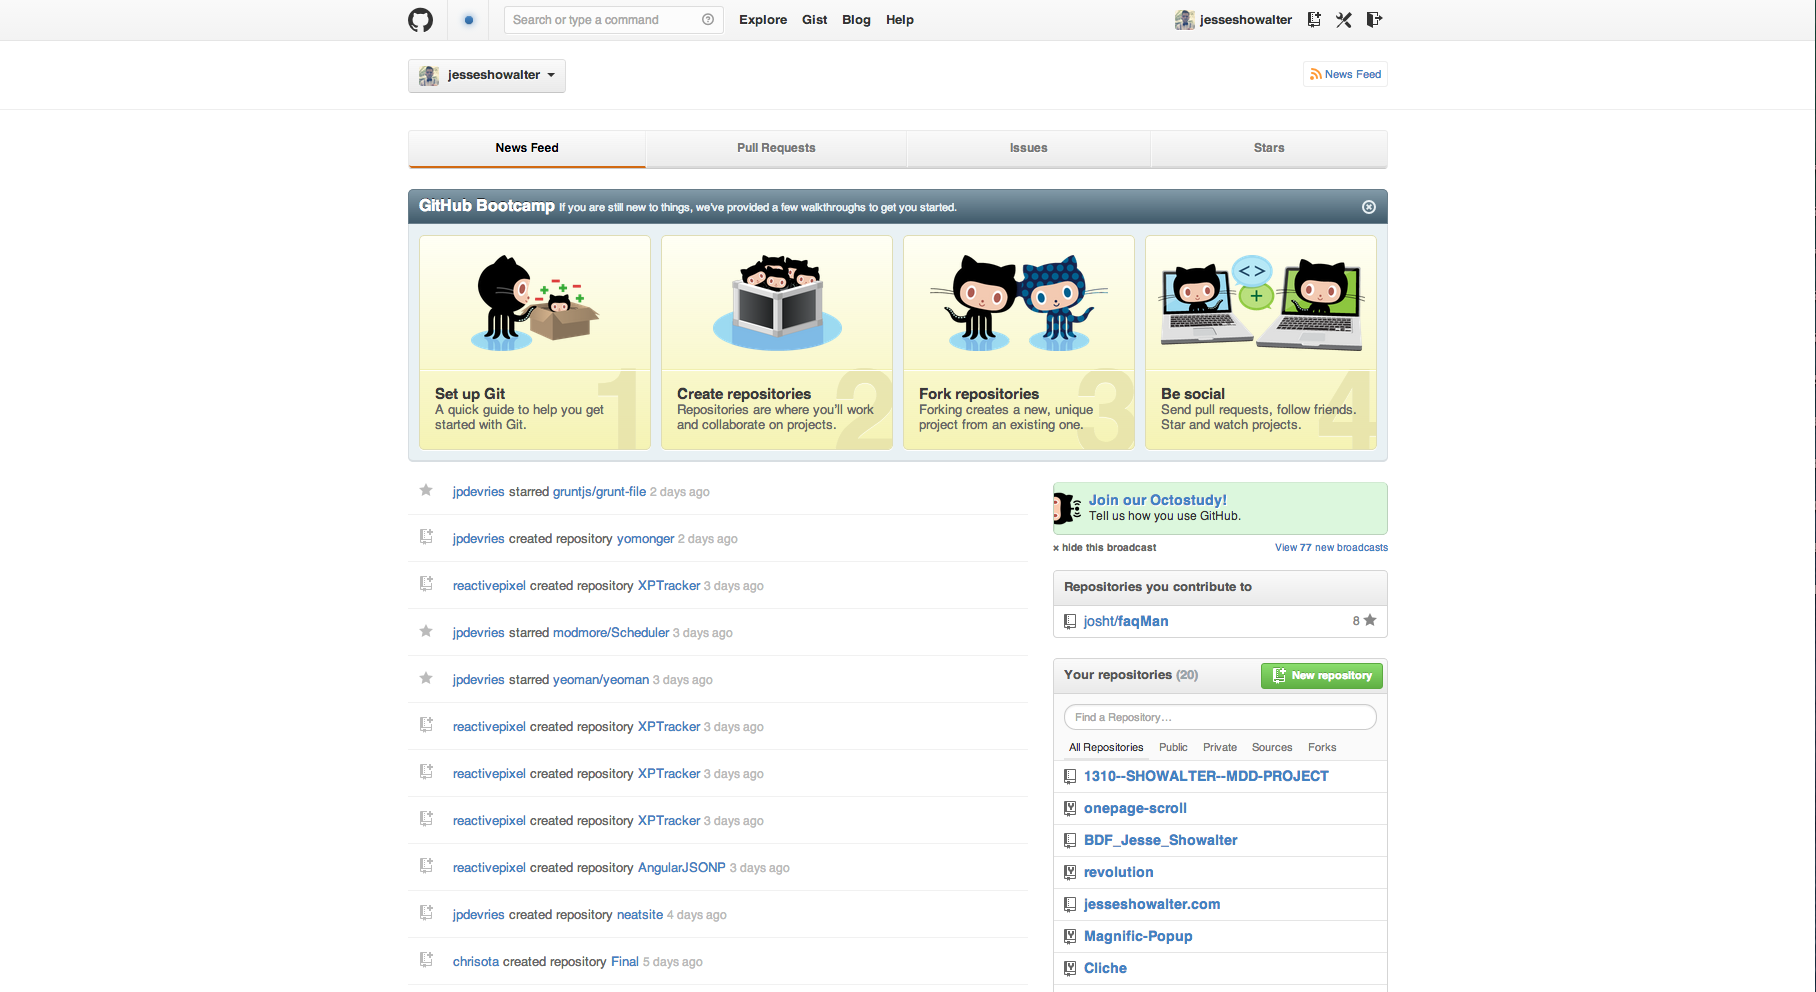 Search or type a command
Explore Gist Blog Help
jesseshowalter
jesseshowalter
News Feed
News Feed Pull Requests Issues Stars
GitHub Bootcamp If you are still new to things, we've provided a few walkthroughs to get you started.
1
Set up Git
A quick guide to help you get
started with Git.
2
Create repositories
Repositories are where you'll work
and collaborate on projects.
3
Fork repositories
Forking creates a new, unique
project from an existing one.
<>
+
4
Be social
Send pull requests, follow friends.
Star and watch projects.
jpdevries starred gruntjs/grunt-file 2 days ago
jpdevries created repository yomonger 2 days ago
reactivepixel created repository XPTracker 3 days ago
jpdevries starred modmore/Scheduler 3 days ago
jpdevries starred yeoman/yeoman 3 days ago
reactivepixel created repository XPTracker 3 days ago
reactivepixel created repository XPTracker 3 days ago
reactivepixel created repository XPTracker 3 days ago
reactivepixel created repository AngularJSONP 3 days ago
jpdevries created repository neatsite 4 days ago
chrisota created repository Final 5 days ago
Join our Octostudy!
Tell us how you use GitHub.
× hide this broadcast View 77 new broadcasts
Repositories you contribute to
josht/faqMan 8
Your repositories (20) New repository
Find a Repository…
All Repositories Public Private Sources Forks
1310--SHOWALTER--MDD-PROJECT
onepage-scroll
BDF_Jesse_Showalter
revolution
jesseshowalter.com
Magnific-Popup
Cliche